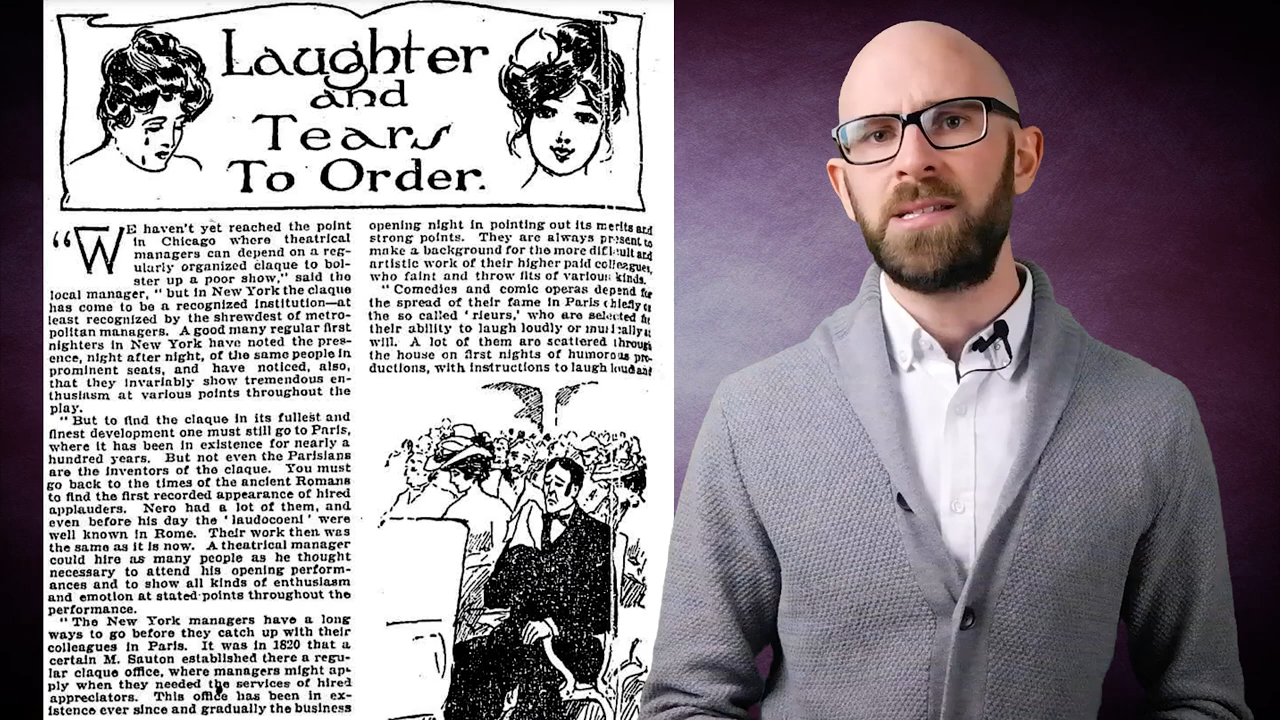 Laughter
and
Tears
To Order.
“WE haven't yet reached the point
in Chicago where theatrical
managers can depend on a reg-
ularly organized claque to bol-
ster up a poor show," said the
local manager, "but in New York the claque
has come to be a recognized institution—at
least recognized by the shrewdest of metro-
politan managers. A good many regular first
nighters in New York have noted the pres-
ence, night after night, of the same people in
prominent seats, and have noticed, also,
that they invariably show tremendous en-
thusiasm at various points throughout the
play.
"But to find the claque in its fullest and
finest development one must still go to Paris,
where it has been in existence for nearly a
hundred years. But not even the Parisians
are the inventors of the claque. You must
go back to the times of the ancient Romans
to find the first recorded appearance of hired
applauders. Nero had a lot of them, and
even before his day the 'laudocoeni' were
well known in Rome. Their work then was
the same as it is now. A theatrical manager
could hire as many people as he thought
necessary to attend his opening perform-
ances and to show all kinds of enthusiasm
and emotion at stated points throughout the
performance.
"The New York managers have a long
ways to go before they catch up with their
colleagues in Paris. It was in 1820 that a
certain M. Sauton established there a regu-
lar claque office, where managers might ap-
ply when they needed the services of hired
appreciators. This office has been in ex-
istence ever since and gradually the business
opening night in pointing out its merits and
strong points. They are always present to
make a background for the more difficult and
artistic work of their higher paid colleagues,
who faint and throw fits of various kinds.
"Comedies and comic operas depend for
the spread of their fame in Paris chiefly on
the so called 'rieurs,' who are selected for
their ability to laugh loudly or musically at
will. A lot of them are scattered through
the house on first nights of humorous pro-
ductions, with instructions to laugh loud and